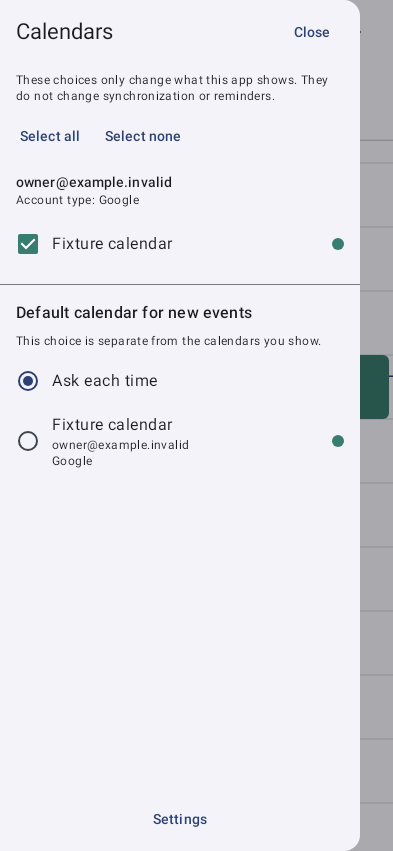 Calendars
Close
These choices only change what this app shows. They
do not change synchronization or reminders.
Select all
Select none
owner@example.invalid
Account type: Google
Fixture calendar
Default calendar for new events
This choice is separate from the calendars you show.
Ask each time
Fixture calendar
owner@example.invalid
Google
Settings